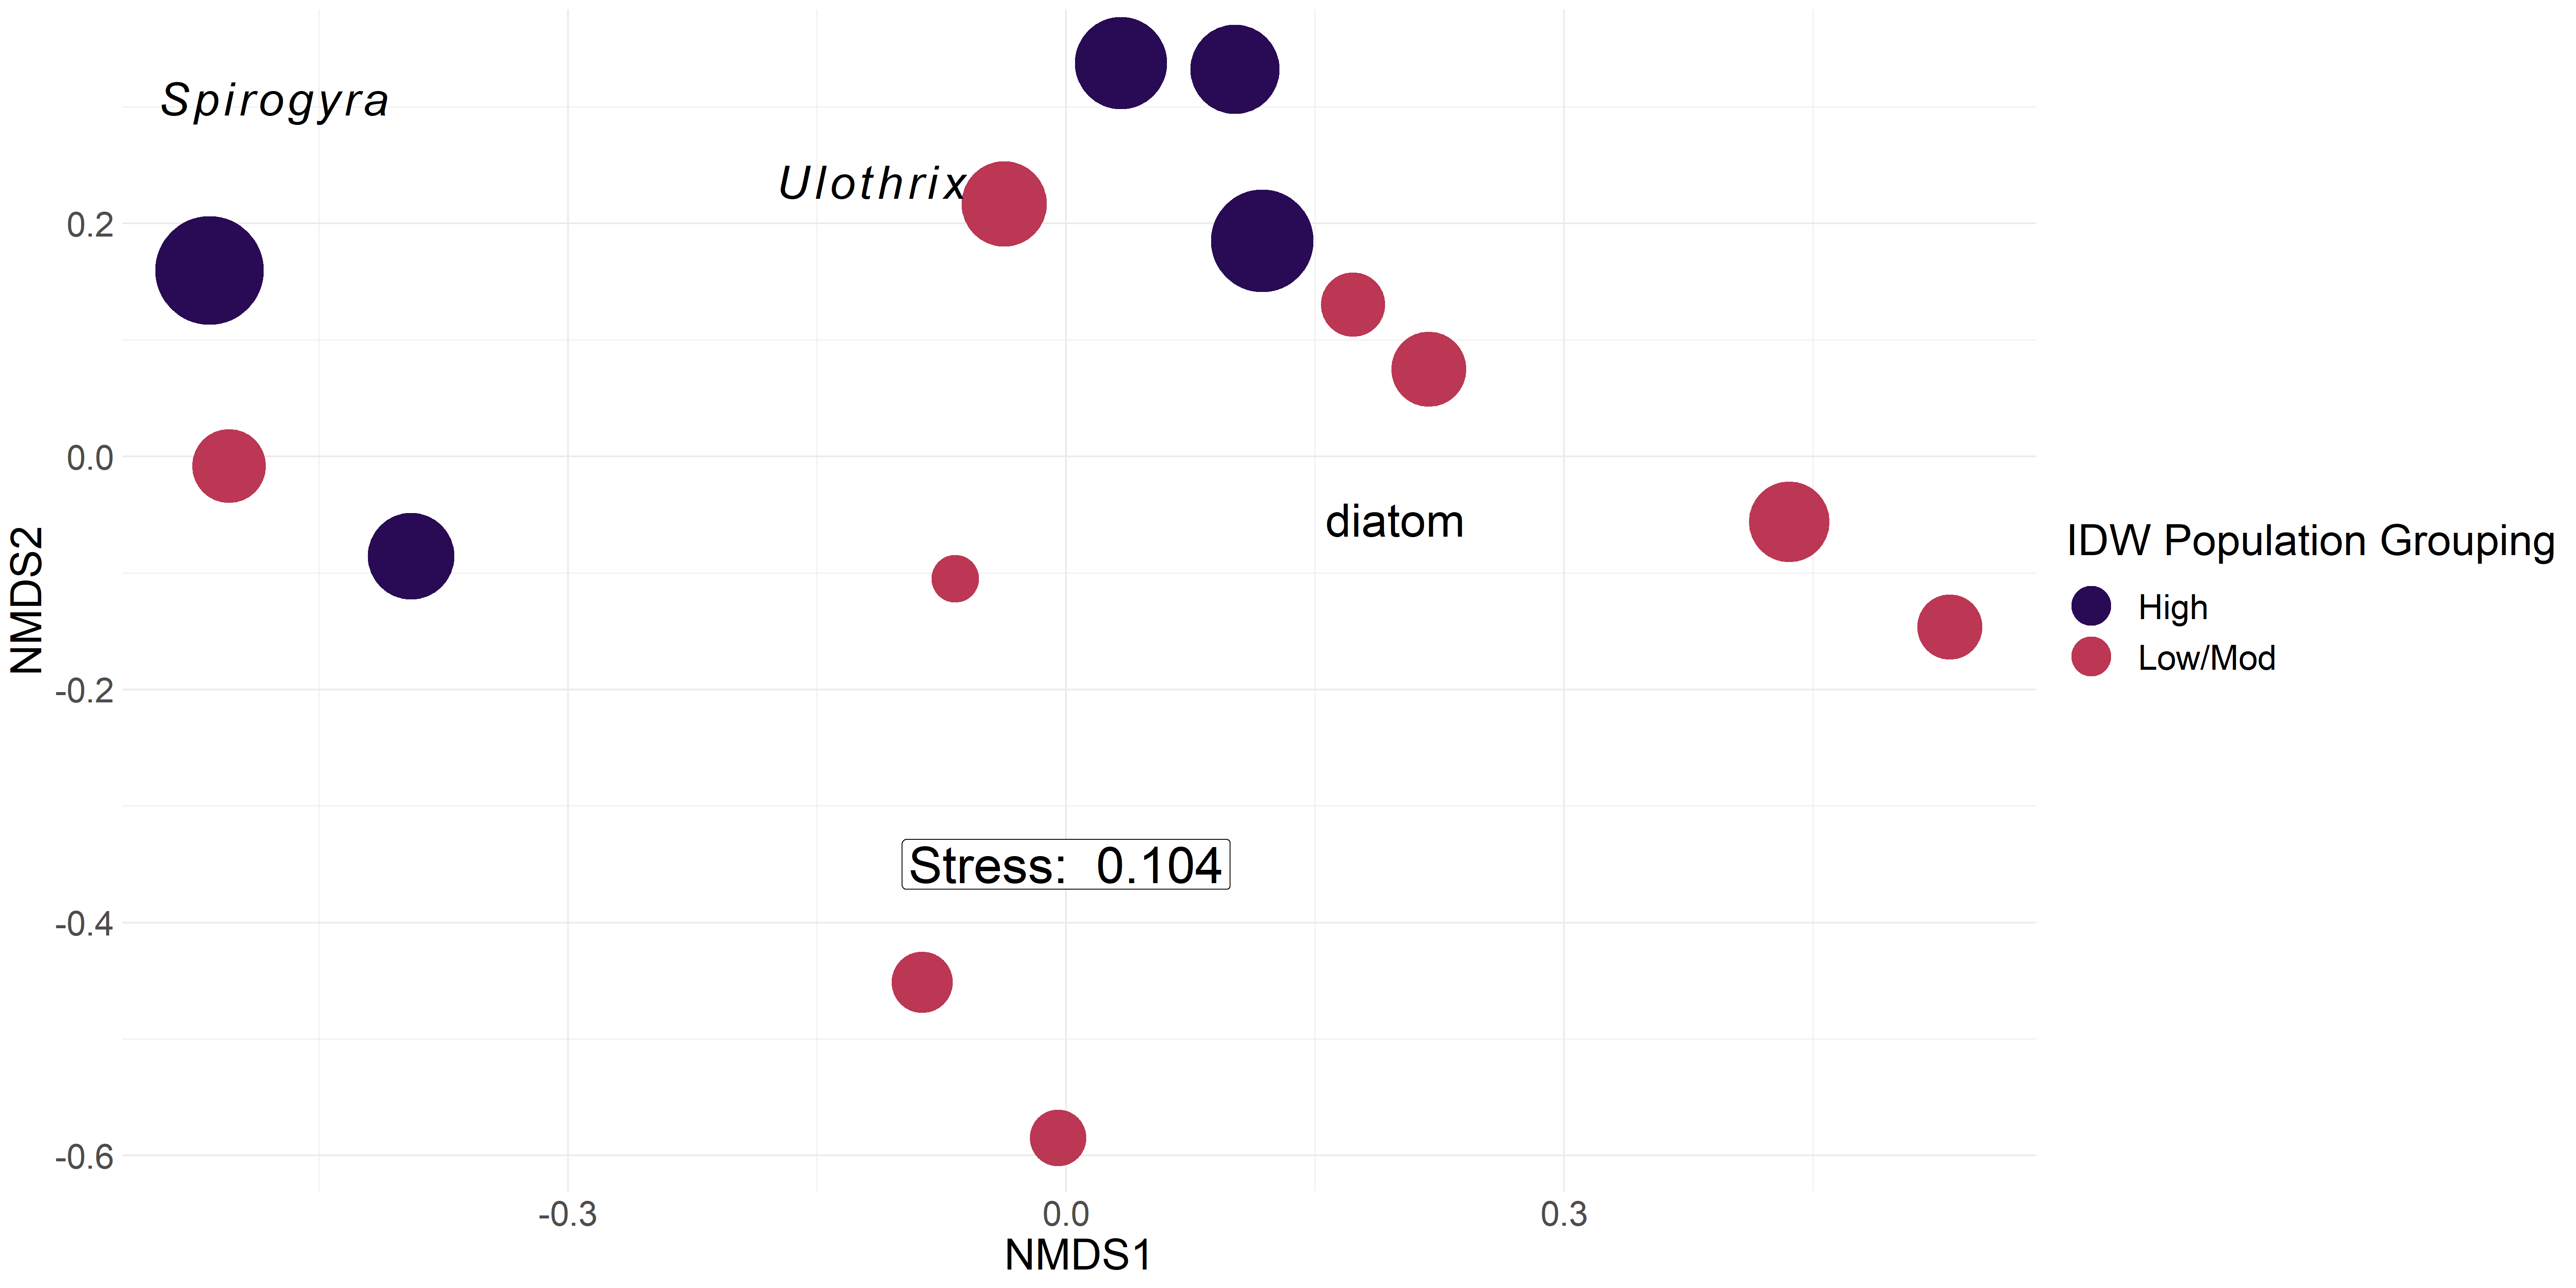 Spirogyra
Ulothrix
0.2
0.0
diatom
-0.2
Stress:  0.104
-0.4
-0.6
NMDS2
-0.3
0.0
0.3
NMDS1
IDW Population Grouping
High
Low/Mod